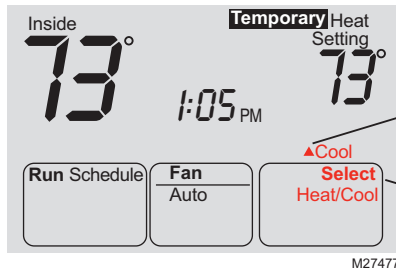 Inside
Temporary Heat
Setting
73°
73°
1:05 PM
▲Cool
Run Schedule
Fan
Auto
Select
Heat/Cool
M27477